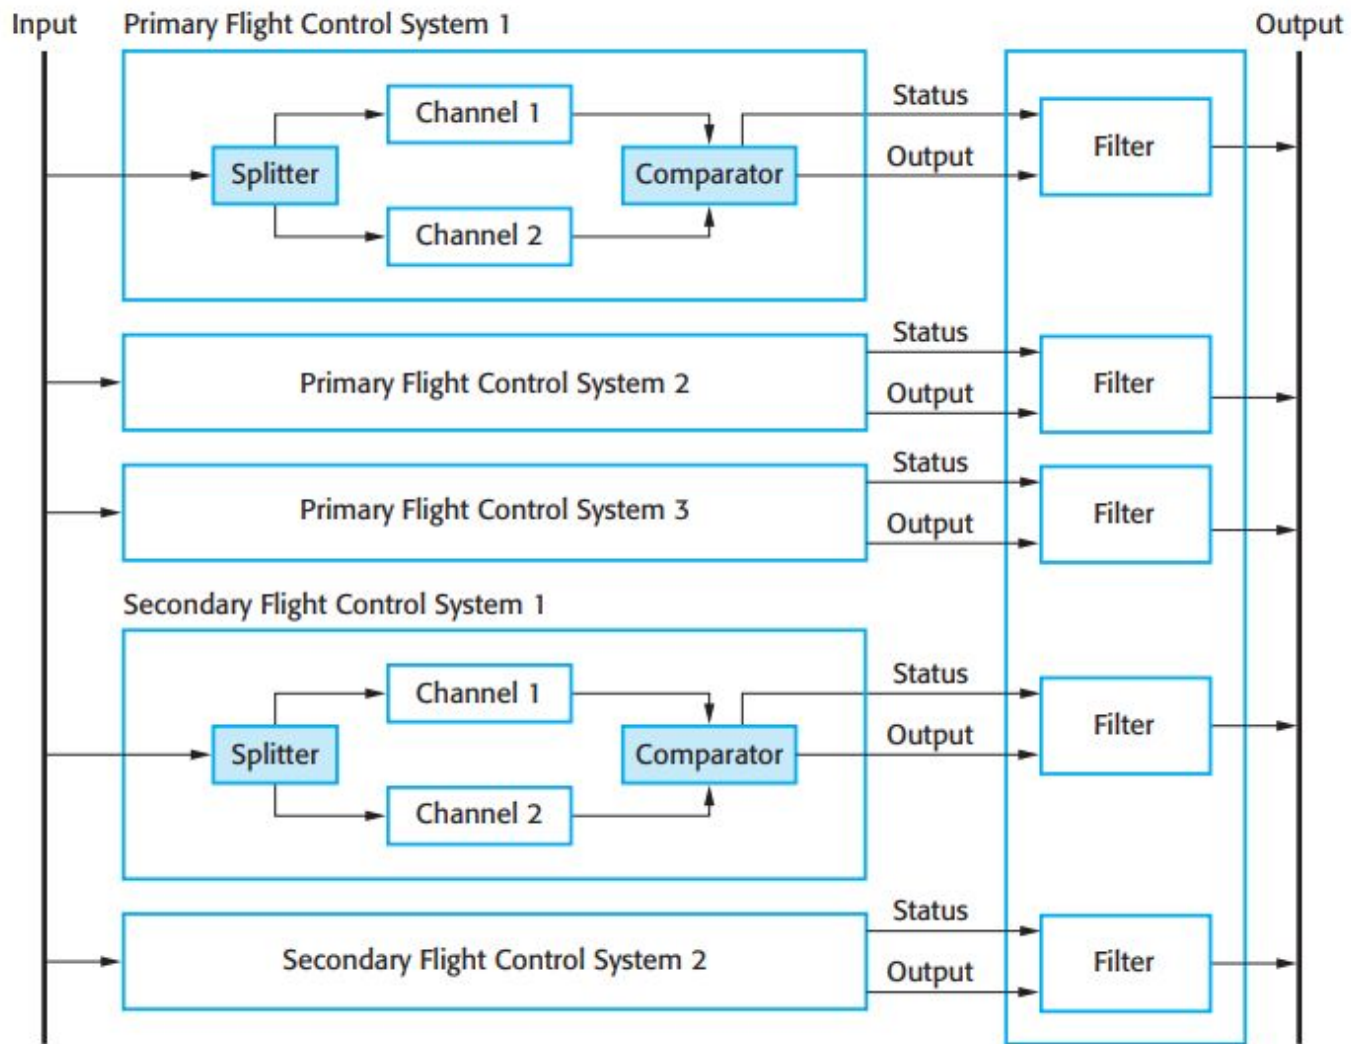 Input
Primary Flight Control System 1
Output
Channel 1
Splitter
Comparator
Channel 2
Status
Output
Filter
Primary Flight Control System 2
Status
Output
Filter
Primary Flight Control System 3
Status
Output
Filter
Secondary Flight Control System 1
Channel 1
Splitter
Comparator
Channel 2
Status
Output
Filter
Secondary Flight Control System 2
Status
Output
Filter